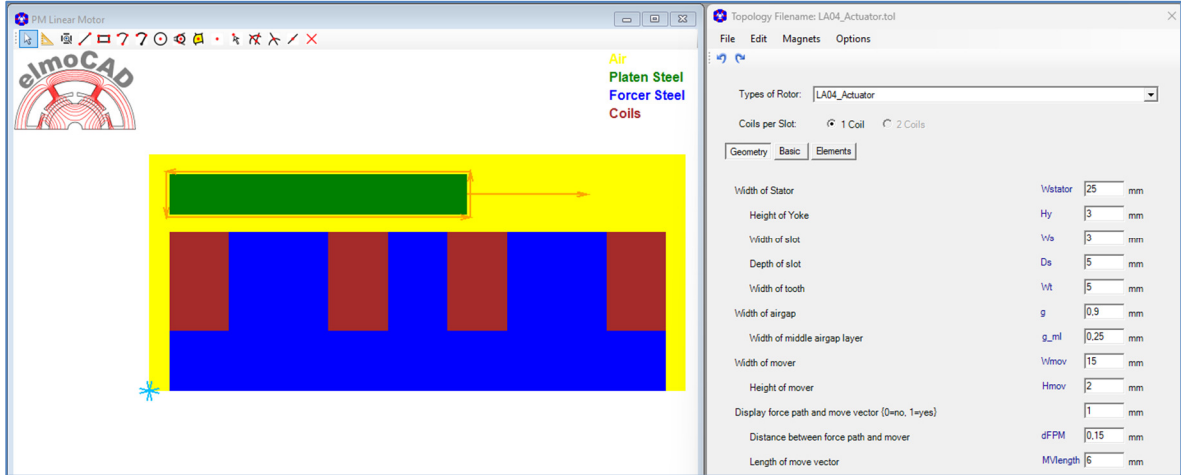 PM Linear Motor
elmoCAD
Air
Platen Steel
Forcer Steel
Coils
Topology Filename: LA04_Actuator.tol
File Edit Magnets Options
Types of Rotor: LA04_Actuator
Coils per Slot: 1 Coil 2 Coils
Geometry Basic Elements
Width of Stator Wstator 25 mm
Height of Yoke Hy 3 mm
Width of slot Ws 3 mm
Depth of slot Ds 5 mm
Width of tooth Wt 5 mm
Width of airgap g 0,9 mm
Width of middle airgap layer g_ml 0,25 mm
Width of mover Wmov 15 mm
Height of mover Hmov 2 mm
Display force path and move vector {0=no, 1=yes} 1 mm
Distance between force path and mover dFPM 0,15 mm
Length of move vector MVlength 6 mm